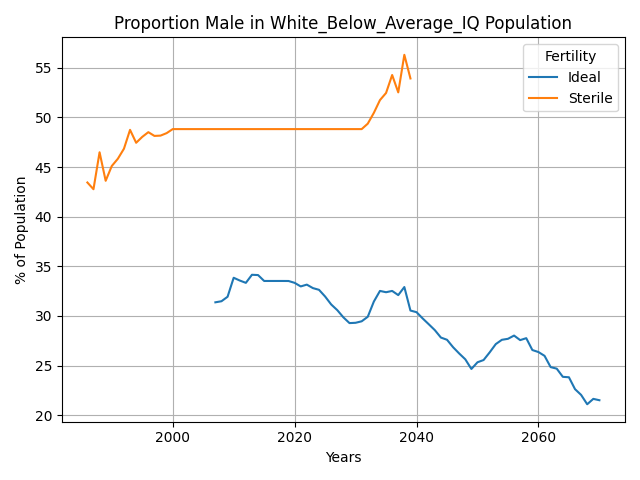 Proportion Male in White_Below_Average_IQ Population
Fertility
Ideal
Sterile
% of Population
55
50
45
40
35
30
25
20
2000
2020
2040
2060
Years